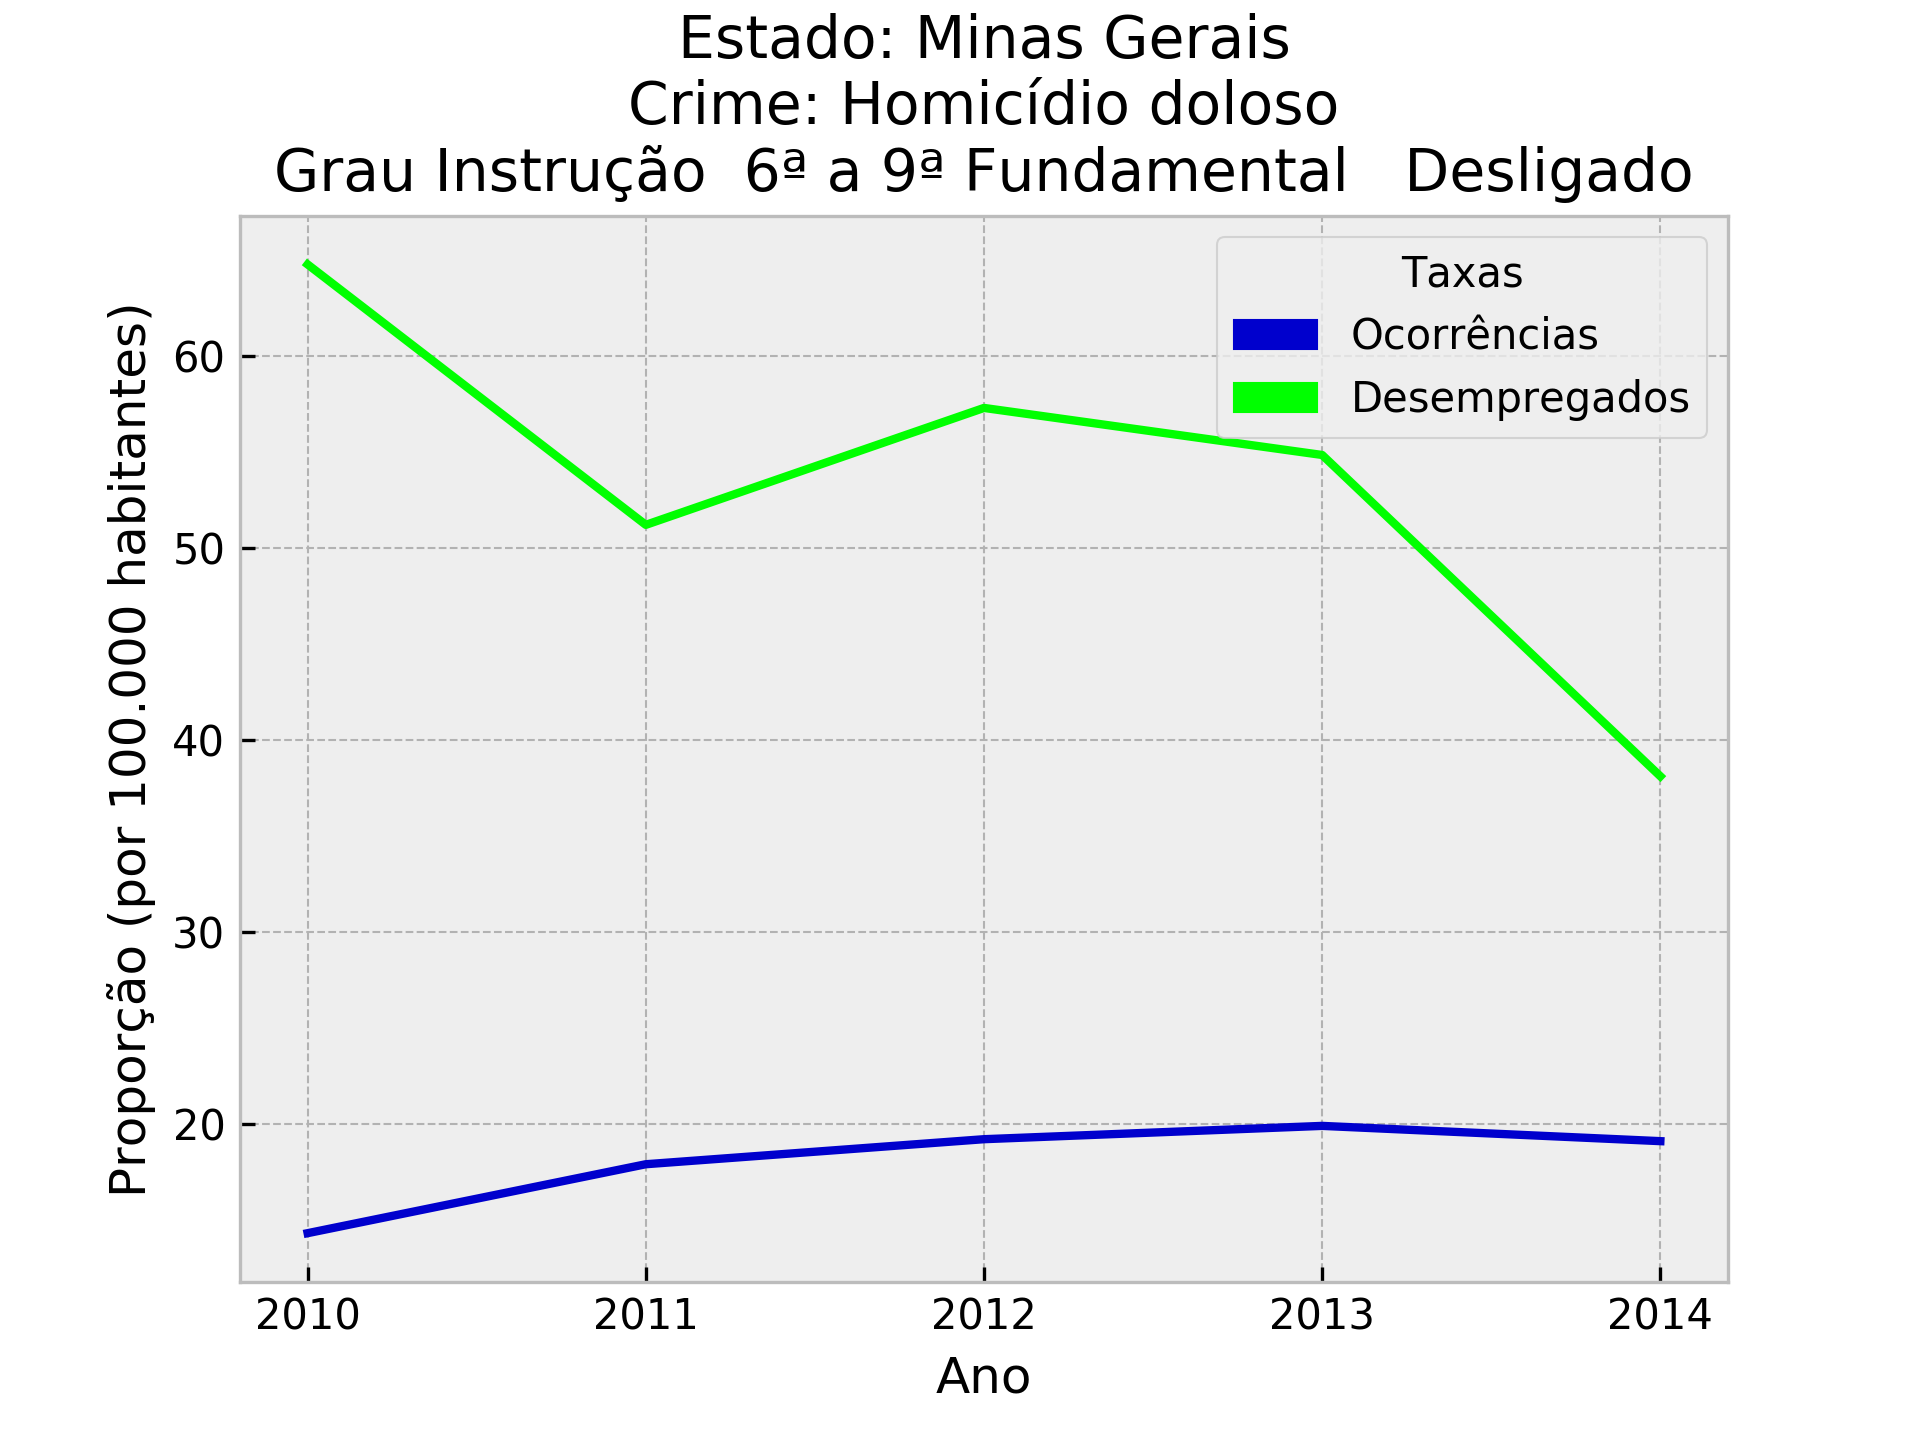 Estado: Minas Gerais
Crime: Homicídio doloso
Grau Instrução  6ª a 9ª Fundamental   Desligado
Taxas
Ocorrências
Desempregados
Proporção (por 100.000 habitantes)
60
50
40
30
20
2010 2011 2012 2013 2014
Ano